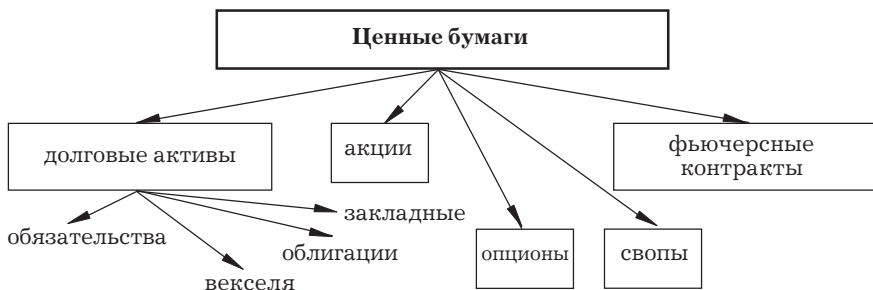 Ценные бумаги
долговые активы
акции
фьючерсные
контракты
обязательства
векселя
облигации
закладные
опционы
свопы